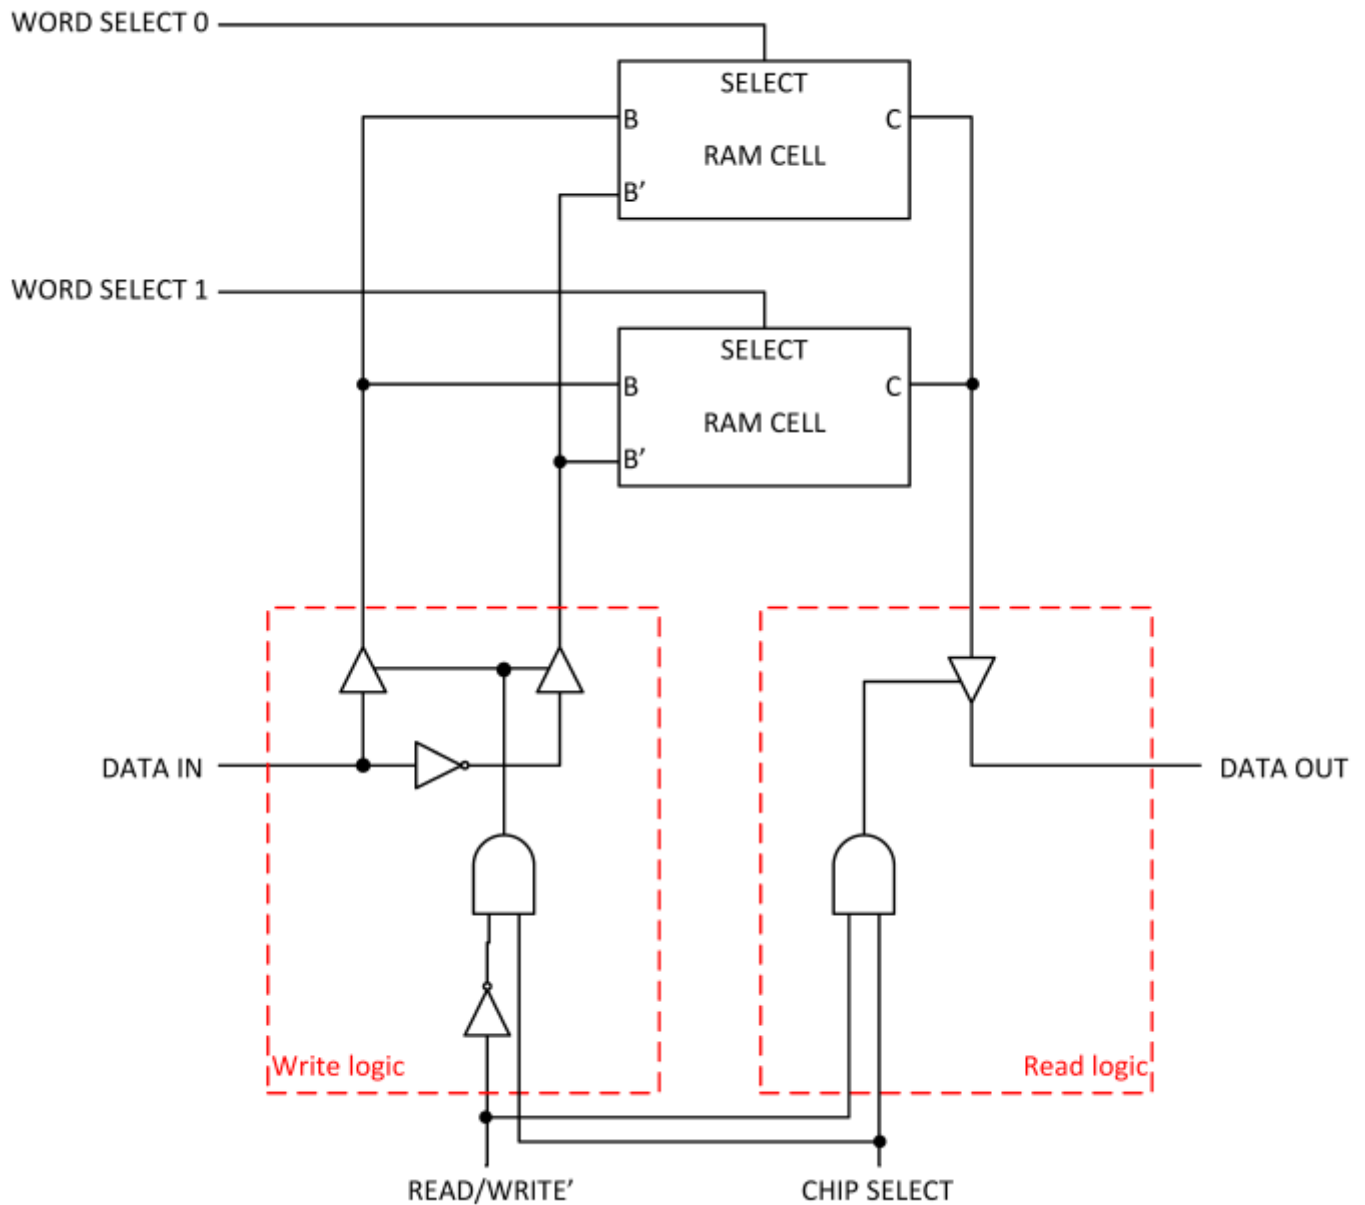 WORD SELECT 0
SELECT
B
C
RAM CELL
B’
WORD SELECT 1
SELECT
B
C
RAM CELL
B’
DATA IN
DATA OUT
Write logic
Read logic
READ/WRITE’
CHIP SELECT